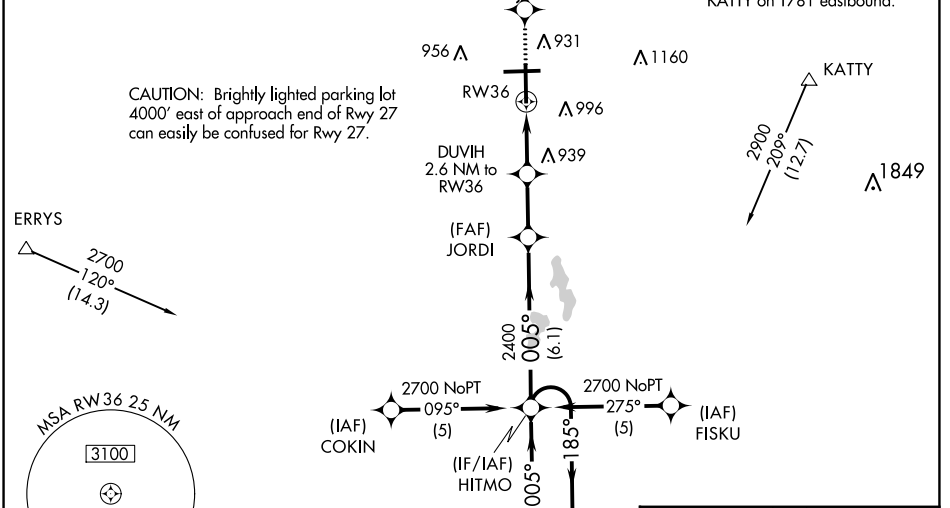 KATTY on T781 eastbound.
931
956
1160
KATTY
RW36
CAUTION: Brightly lighted parking lot
4000' east of approach end of Rwy 27
can easily be confused for Rwy 27.
996
2900
209°
(12.7)
DUVIH
2.6 NM to
RW36
939
1849
ERRYS
(FAF)
JORDI
2700
120°
(14.3)
2400
005°
(6.1)
2700 NoPT
095°
(5)
2700 NoPT
275°
(5)
(IAF)
COKIN
(IAF)
FISKU
MSA RW36 25 NM
3100
(IF/IAF)
HITMO
005°
185°